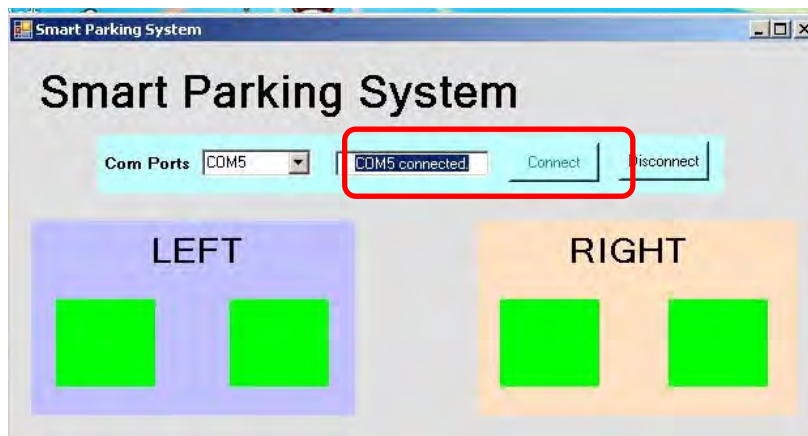 Smart Parking System
Smart Parking System
Com Ports COM5 COM5 connected. Connect Disconnect
LEFT RIGHT